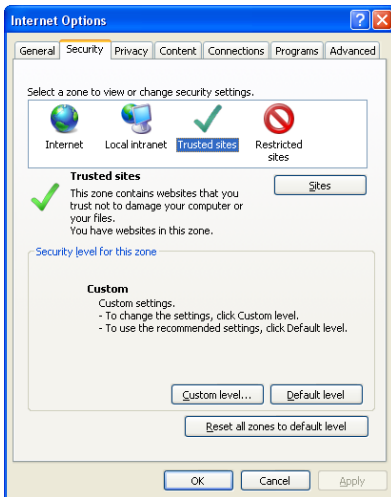 Internet Options
General Security Privacy Content Connections Programs Advanced
Select a zone to view or change security settings.
Internet Local intranet Trusted sites Restricted
sites
Trusted sites
Sites
This zone contains websites that you
trust not to damage your computer or
your files.
You have websites in this zone.
Security level for this zone
Custom
Custom settings.
- To change the settings, click Custom level.
- To use the recommended settings, click Default level.
Custom level... Default level
Reset all zones to default level
OK Cancel Apply